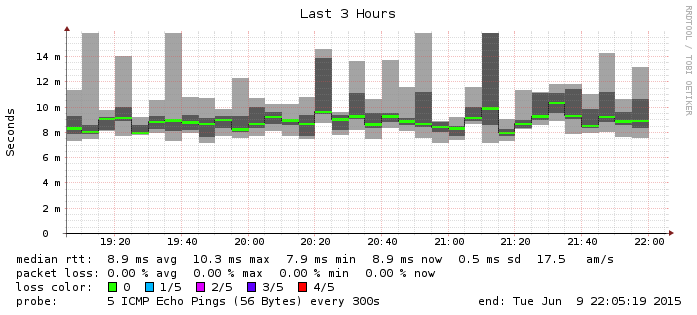 Last 3 Hours
RRDTOOL / TOBI OETIKER
Seconds
14 m
12 m
10 m
8 m
6 m
4 m
2 m
0
19:20 19:40 20:00 20:20 20:40 21:00 21:20 21:40 22:00
median rtt: 8.9 ms avg 10.3 ms max 7.9 ms min 8.9 ms now 0.5 ms sd 17.5 am/s
packet loss: 0.00 % avg 0.00 % max 0.00 % min 0.00 % now
loss color: 0 1/5 2/5 3/5 4/5
probe: 5 ICMP Echo Pings (56 Bytes) every 300s end: Tue Jun 9 22:05:19 2015